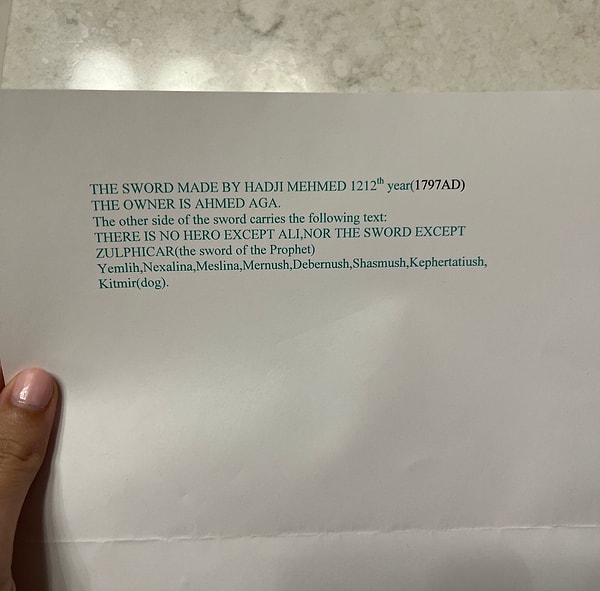 THE SWORD MADE BY HADJI MEHMED 1212th year(1797AD)
THE OWNER IS AHMED AGA.
The other side of the sword carries the following text:
THERE IS NO HERO EXCEPT ALI,NOR THE SWORD EXCEPT
ZULPHICAR(the sword of the Prophet)
Yemlih,Nexalina,Meslina,Mernush,Debernush,Shasmush,Kephertatiush,
Kitmir(dog).